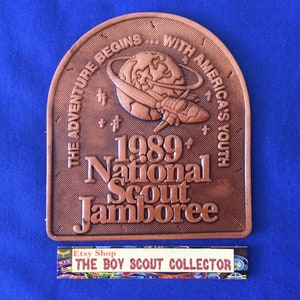 THE ADVENTURE BEGINS ... WITH AMERICA'S YOUTH
1989
National
Scout
Jamboree
Etsy Shop
THE BOY SCOUT COLLECTOR